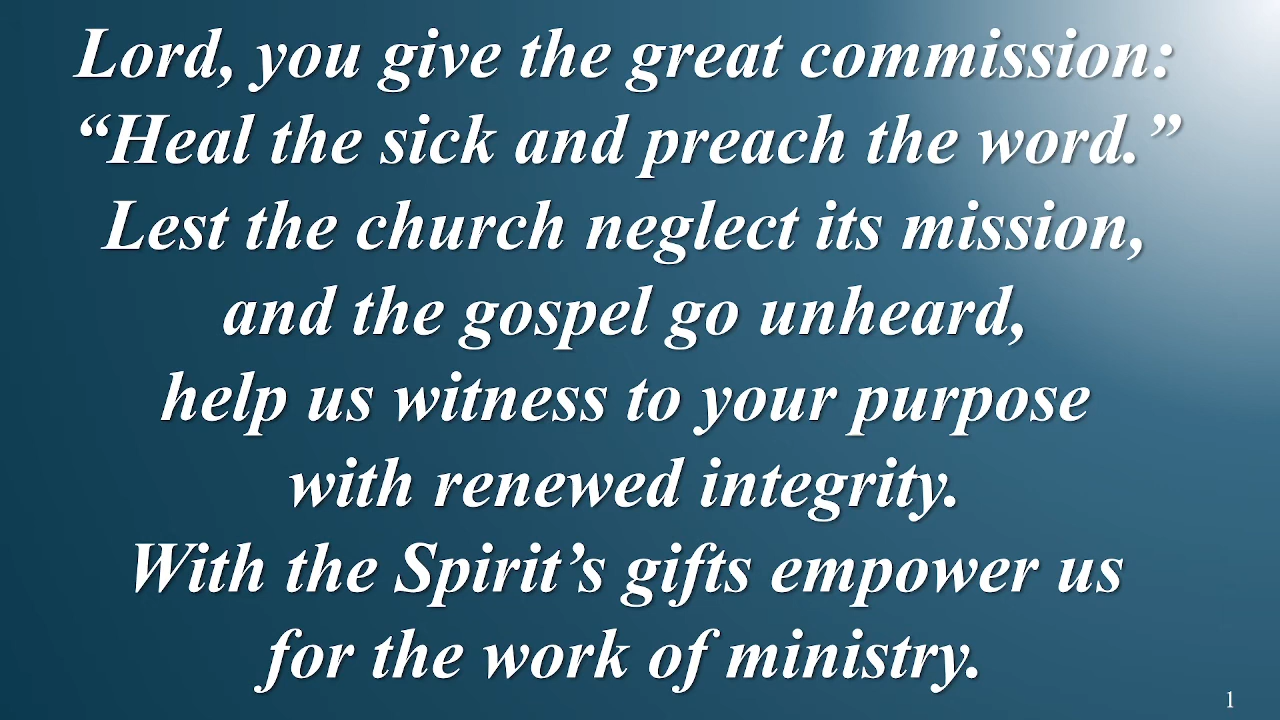 Lord, you give the great commission:
“Heal the sick and preach the word.”
Lest the church neglect its mission,
and the gospel go unheard,
help us witness to your purpose
with renewed integrity.
With the Spirit’s gifts empower us
for the work of ministry.
1